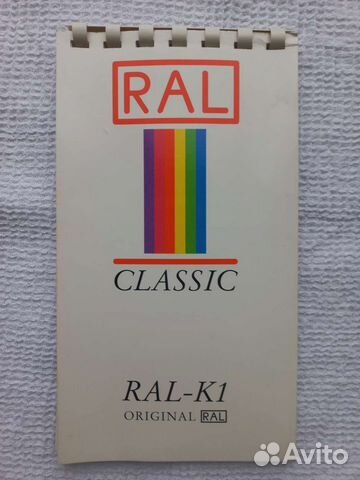 RAL
CLASSIC
RAL-K1
ORIGINAL RAL
Avito